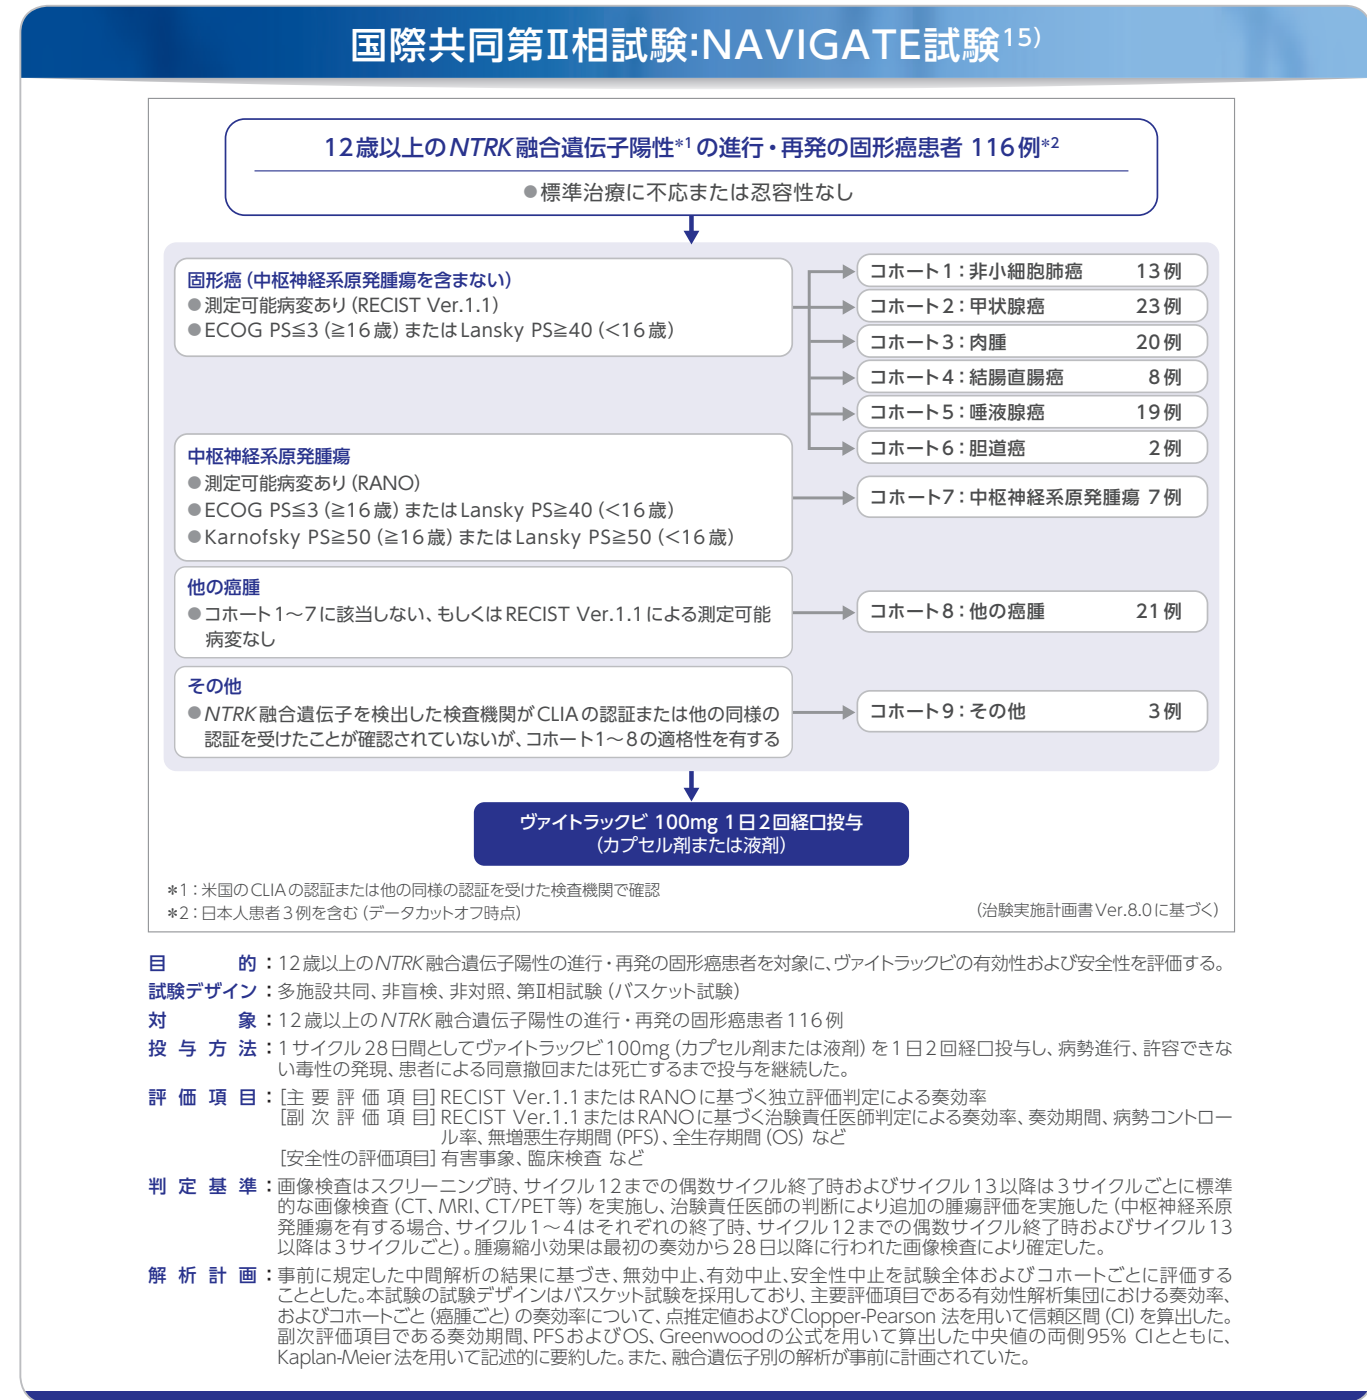 国際共同第Ⅱ相試験:NAVIGATE試験15)
12歳以上のNTRK融合遺伝子陽性*1の進行・再発の固形癌患者 116例*2
●標準治療に不応または忍容性なし
固形癌(中枢神経系原発腫瘍を含まない)
●測定可能病変あり(RECIST Ver.1.1)
●ECOG PS≦3(≧16歳)またはLansky PS≧40(<16歳)
コホート1:非小細胞肺癌 13例
コホート2:甲状腺癌 23例
コホート3:肉腫 20例
コホート4:結腸直腸癌 8例
コホート5:唾液腺癌 19例
コホート6:胆道癌 2例
中枢神経系原発腫瘍
●測定可能病変あり(RANO)
●ECOG PS≦3(≧16歳)またはLansky PS≧40(<16歳)
●Karnofsky PS≧50(≧16歳)またはLansky PS≧50(<16歳)
コホート7:中枢神経系原発腫瘍 7例
他の癌腫
●コホート1〜7に該当しない、もしくはRECIST Ver.1.1による測定可能
病変なし
コホート8:他の癌腫 21例
その他
●NTRK融合遺伝子を検出した検査機関がCLIAの認証または他の同様の
認証を受けたことが確認されていないが、コホート1〜8の適格性を有する
コホート9:その他 3例
ヴァイトラックビ 100mg 1日2回経口投与
(カプセル剤または液剤)
*1:米国のCLIAの認証または他の同様の認証を受けた検査機関で確認
*2:日本人患者3例を含む(データカットオフ時点)
(治験実施計画書Ver.8.0に基づく)
目的:12歳以上のNTRK融合遺伝子陽性の進行・再発の固形癌患者を対象に、ヴァイトラックビの有効性および安全性を評価する。
試験デザイン:多施設共同、非盲検、非対照、第Ⅱ相試験(バスケット試験)
対象:12歳以上のNTRK融合遺伝子陽性の進行・再発の固形癌患者116例
投与方法:1サイクル28日間としてヴァイトラックビ100mg(カプセル剤または液剤)を1日2回経口投与し、病勢進行、許容できな
い毒性の発現、患者による同意撤回または死亡するまで投与を継続した。
評価項目:[主要評価項目]RECIST Ver.1.1またはRANOに基づく独立評価判定による奏効率
[副次評価項目]RECIST Ver.1.1またはRANOに基づく治験責任医師判定による奏効率、奏効期間、病勢コントロー
ル率、無増悪生存期間(PFS)、全生存期間(OS)など
[安全性の評価項目]有害事象、臨床検査 など
判定基準:画像検査はスクリーニング時、サイクル12までの偶数サイクル終了時およびサイクル13以降は3サイクルごとに標準
的な画像検査(CT、MRI、CT/PET等)を実施し、治験責任医師の判断により追加の腫瘍評価を実施した(中枢神経系原
発腫瘍を有する場合、サイクル1〜4はそれぞれの終了時、サイクル12までの偶数サイクル終了時およびサイクル13
以降は3サイクルごと)。腫瘍縮小効果は最初の奏効から28日以降に行われた画像検査により確定した。
解析計画:事前に規定した中間解析の結果に基づき、無効中止、有効中止、安全性中止を試験全体およびコホートごとに評価する
こととした。本試験の試験デザインはバスケット試験を採用しており、主要評価項目である有効性解析集団における奏効率、
およびコホートごと(癌腫ごと)の奏効率について、点推定値およびClopper-Pearson 法を用いて信頼区間(CI)を算出した。
副次評価項目である奏効期間、PFSおよびOS、Greenwoodの公式を用いて算出した中央値の両側95% CIとともに、
Kaplan-Meier法を用いて記述的に要約した。また、融合遺伝子別の解析が事前に計画されていた。